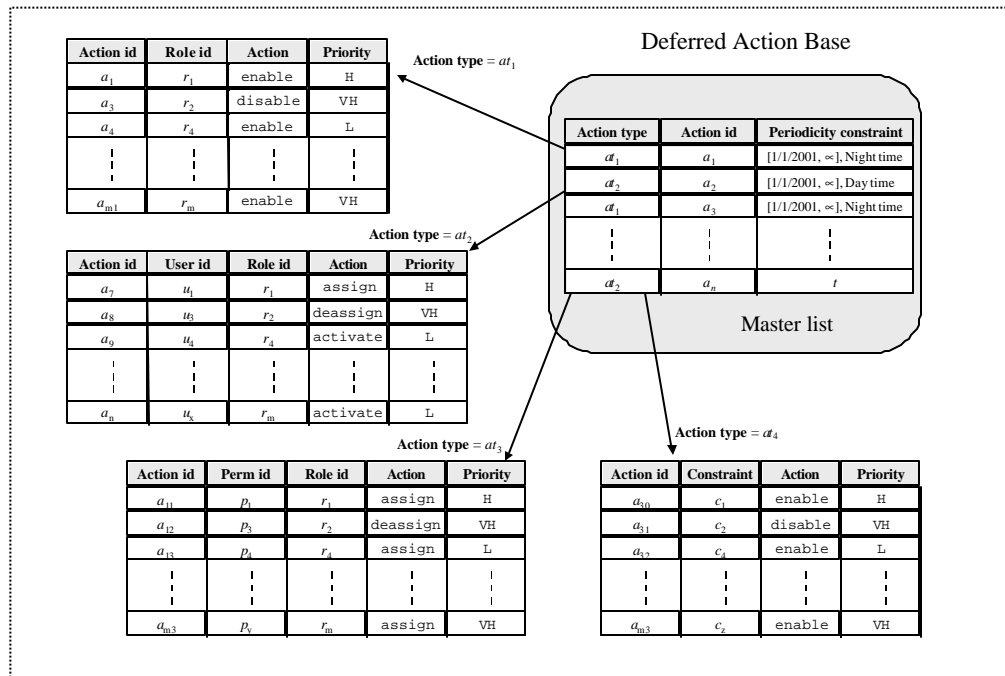 Deferred Action Base
Action type = at1
Action id Role id Action Priority
a1 r1 enable H
a3 r2 disable VH
a4 r4 enable L
am1 rm enable VH
Action type Action id Periodicity constraint
at1 a1 [1/1/2001, ∞], Night time
at2 a2 [1/1/2001, ∞], Day time
at1 a3 [1/1/2001, ∞], Night time
at2 an t
Master list
Action type = at2
Action id User id Role id Action Priority
a7 u1 r1 assign H
a8 u3 r2 deassign VH
a9 u4 r4 activate L
an ux rm activate L
Action type = at3
Action id Perm id Role id Action Priority
a11 p1 r1 assign H
a12 p3 r2 deassign VH
a13 p4 r4 assign L
am3 py rm assign VH
Action type = at4
Action id Constraint Action Priority
a30 c1 enable H
a31 c2 disable VH
a32 c4 enable L
am3 cz enable VH